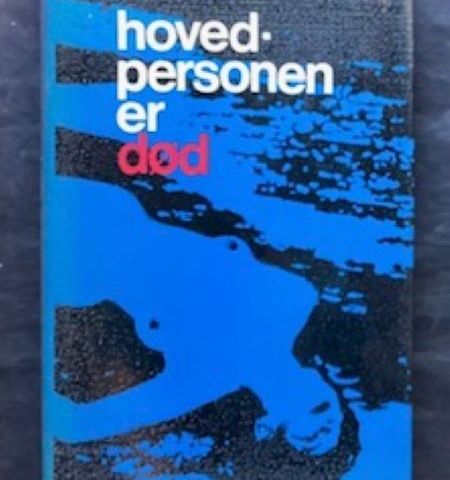 hoved·
personen
er
død